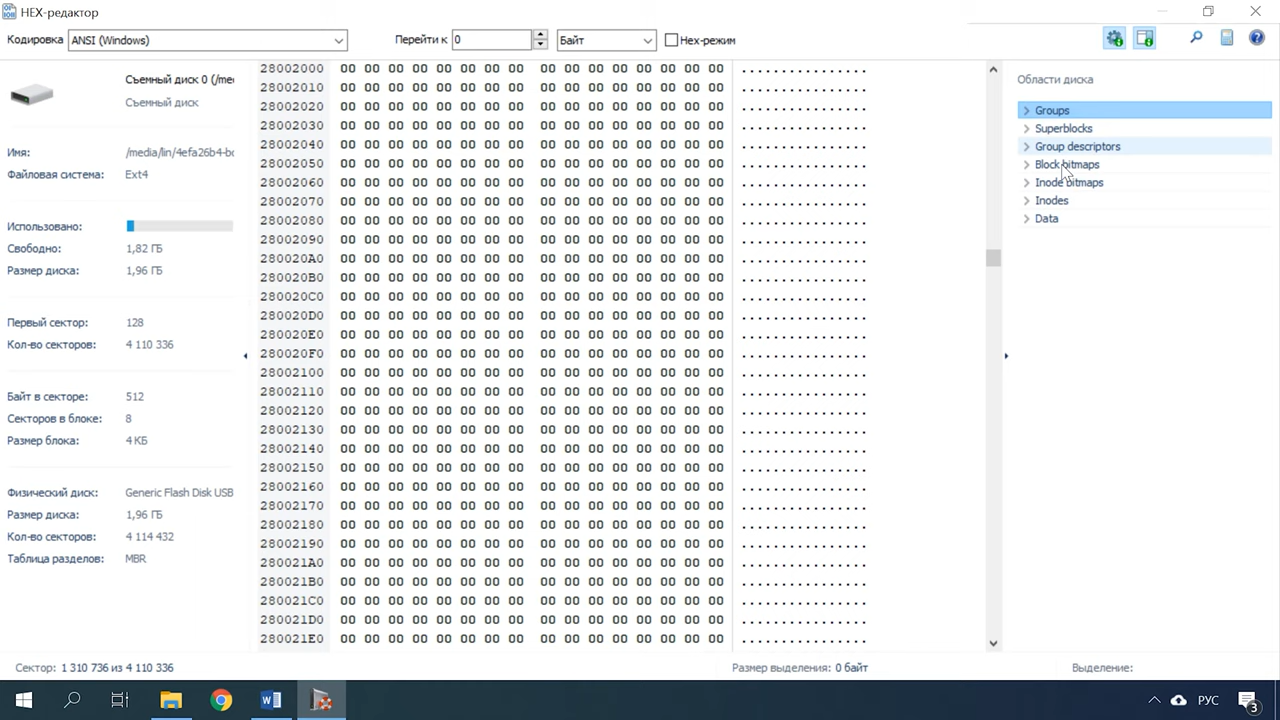 HEX-редактор
Кодировка ANSI (Windows) Перейти к 0 Байт Hex-режим
Съемный диск 0 (/me
Съемный диск
Имя: /media/lin/4efa26b4-bc
Файловая система: Ext4
Использовано:
Свободно: 1,82 ГБ
Размер диска: 1,96 ГБ
Первый сектор: 128
Кол-во секторов: 4 110 336
Байт в секторе: 512
Секторов в блоке: 8
Размер блока: 4 КБ
Физический диск: Generic Flash Disk USB
Размер диска: 1,96 ГБ
Кол-во секторов: 4 114 432
Таблица разделов: MBR
28002000 00 00 00 00 00 00 00 00 00 00 00 00 00 00 00 00 ................
28002010 00 00 00 00 00 00 00 00 00 00 00 00 00 00 00 00 ................
28002020 00 00 00 00 00 00 00 00 00 00 00 00 00 00 00 00 ................
28002030 00 00 00 00 00 00 00 00 00 00 00 00 00 00 00 00 ................
28002040 00 00 00 00 00 00 00 00 00 00 00 00 00 00 00 00 ................
28002050 00 00 00 00 00 00 00 00 00 00 00 00 00 00 00 00 ................
28002060 00 00 00 00 00 00 00 00 00 00 00 00 00 00 00 00 ................
28002070 00 00 00 00 00 00 00 00 00 00 00 00 00 00 00 00 ................
28002080 00 00 00 00 00 00 00 00 00 00 00 00 00 00 00 00 ................
28002090 00 00 00 00 00 00 00 00 00 00 00 00 00 00 00 00 ................
280020A0 00 00 00 00 00 00 00 00 00 00 00 00 00 00 00 00 ................
280020B0 00 00 00 00 00 00 00 00 00 00 00 00 00 00 00 00 ................
280020C0 00 00 00 00 00 00 00 00 00 00 00 00 00 00 00 00 ................
280020D0 00 00 00 00 00 00 00 00 00 00 00 00 00 00 00 00 ................
280020E0 00 00 00 00 00 00 00 00 00 00 00 00 00 00 00 00 ................
280020F0 00 00 00 00 00 00 00 00 00 00 00 00 00 00 00 00 ................
28002100 00 00 00 00 00 00 00 00 00 00 00 00 00 00 00 00 ................
28002110 00 00 00 00 00 00 00 00 00 00 00 00 00 00 00 00 ................
28002120 00 00 00 00 00 00 00 00 00 00 00 00 00 00 00 00 ................
28002130 00 00 00 00 00 00 00 00 00 00 00 00 00 00 00 00 ................
28002140 00 00 00 00 00 00 00 00 00 00 00 00 00 00 00 00 ................
28002150 00 00 00 00 00 00 00 00 00 00 00 00 00 00 00 00 ................
28002160 00 00 00 00 00 00 00 00 00 00 00 00 00 00 00 00 ................
28002170 00 00 00 00 00 00 00 00 00 00 00 00 00 00 00 00 ................
28002180 00 00 00 00 00 00 00 00 00 00 00 00 00 00 00 00 ................
28002190 00 00 00 00 00 00 00 00 00 00 00 00 00 00 00 00 ................
280021A0 00 00 00 00 00 00 00 00 00 00 00 00 00 00 00 00 ................
280021B0 00 00 00 00 00 00 00 00 00 00 00 00 00 00 00 00 ................
280021C0 00 00 00 00 00 00 00 00 00 00 00 00 00 00 00 00 ................
280021D0 00 00 00 00 00 00 00 00 00 00 00 00 00 00 00 00 ................
280021E0 00 00 00 00 00 00 00 00 00 00 00 00 00 00 00 00 ................
Области диска
Groups
Superblocks
Group descriptors
Block bitmaps
Inode bitmaps
Inodes
Data
Сектор: 1 310 736 из 4 110 336 Размер выделения: 0 байт Выделение:
РУС 3